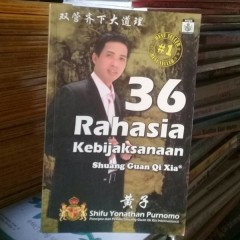 双管齐下大道理
#1
36
Rahasia
Kebijaksanaan
Shuang Guan Qi Xia®
黄子
Shifu Yonathan Purnomo